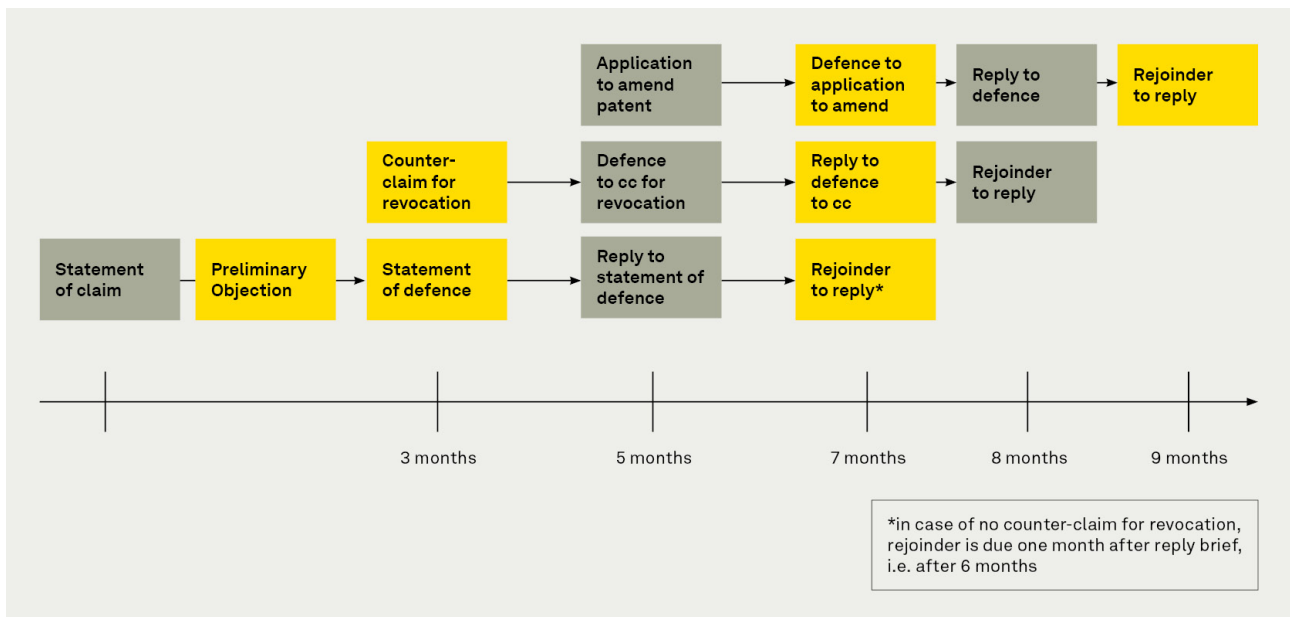 Application
to amend
patent
Defence to
application
to amend
Reply to
defence
Rejoinder
to reply
Counter-
claim for
revocation
Defence
to cc for
revocation
Reply to
defence
to cc
Rejoinder
to reply
Statement
of claim
Preliminary
Objection
Statement
of defence
Reply to
statement of
defence
Rejoinder
to reply*
3 months
5 months
7 months
8 months
9 months
*in case of no counter-claim for revocation,
rejoinder is due one month after reply brief,
i.e. after 6 months